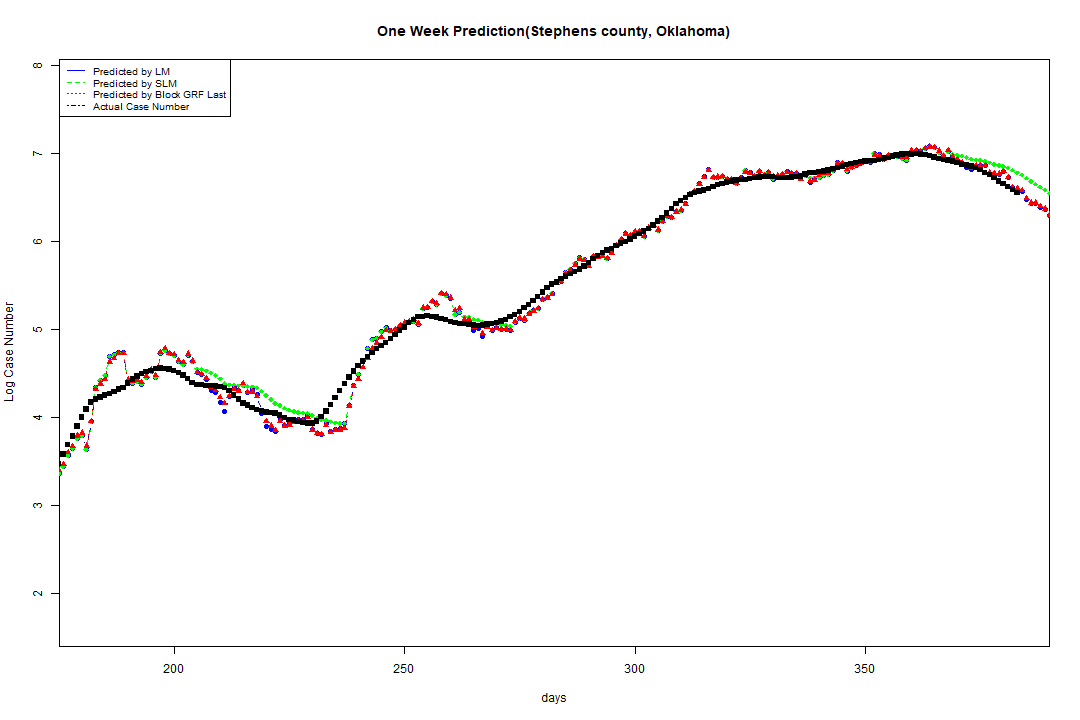 One Week Prediction(Stephens county, Oklahoma)
Predicted by LM
Predicted by SLM
Predicted by Block GRF Last
Actual Case Number
8
7
6
5
4
3
2
Log Case Number
200
250
300
350
days